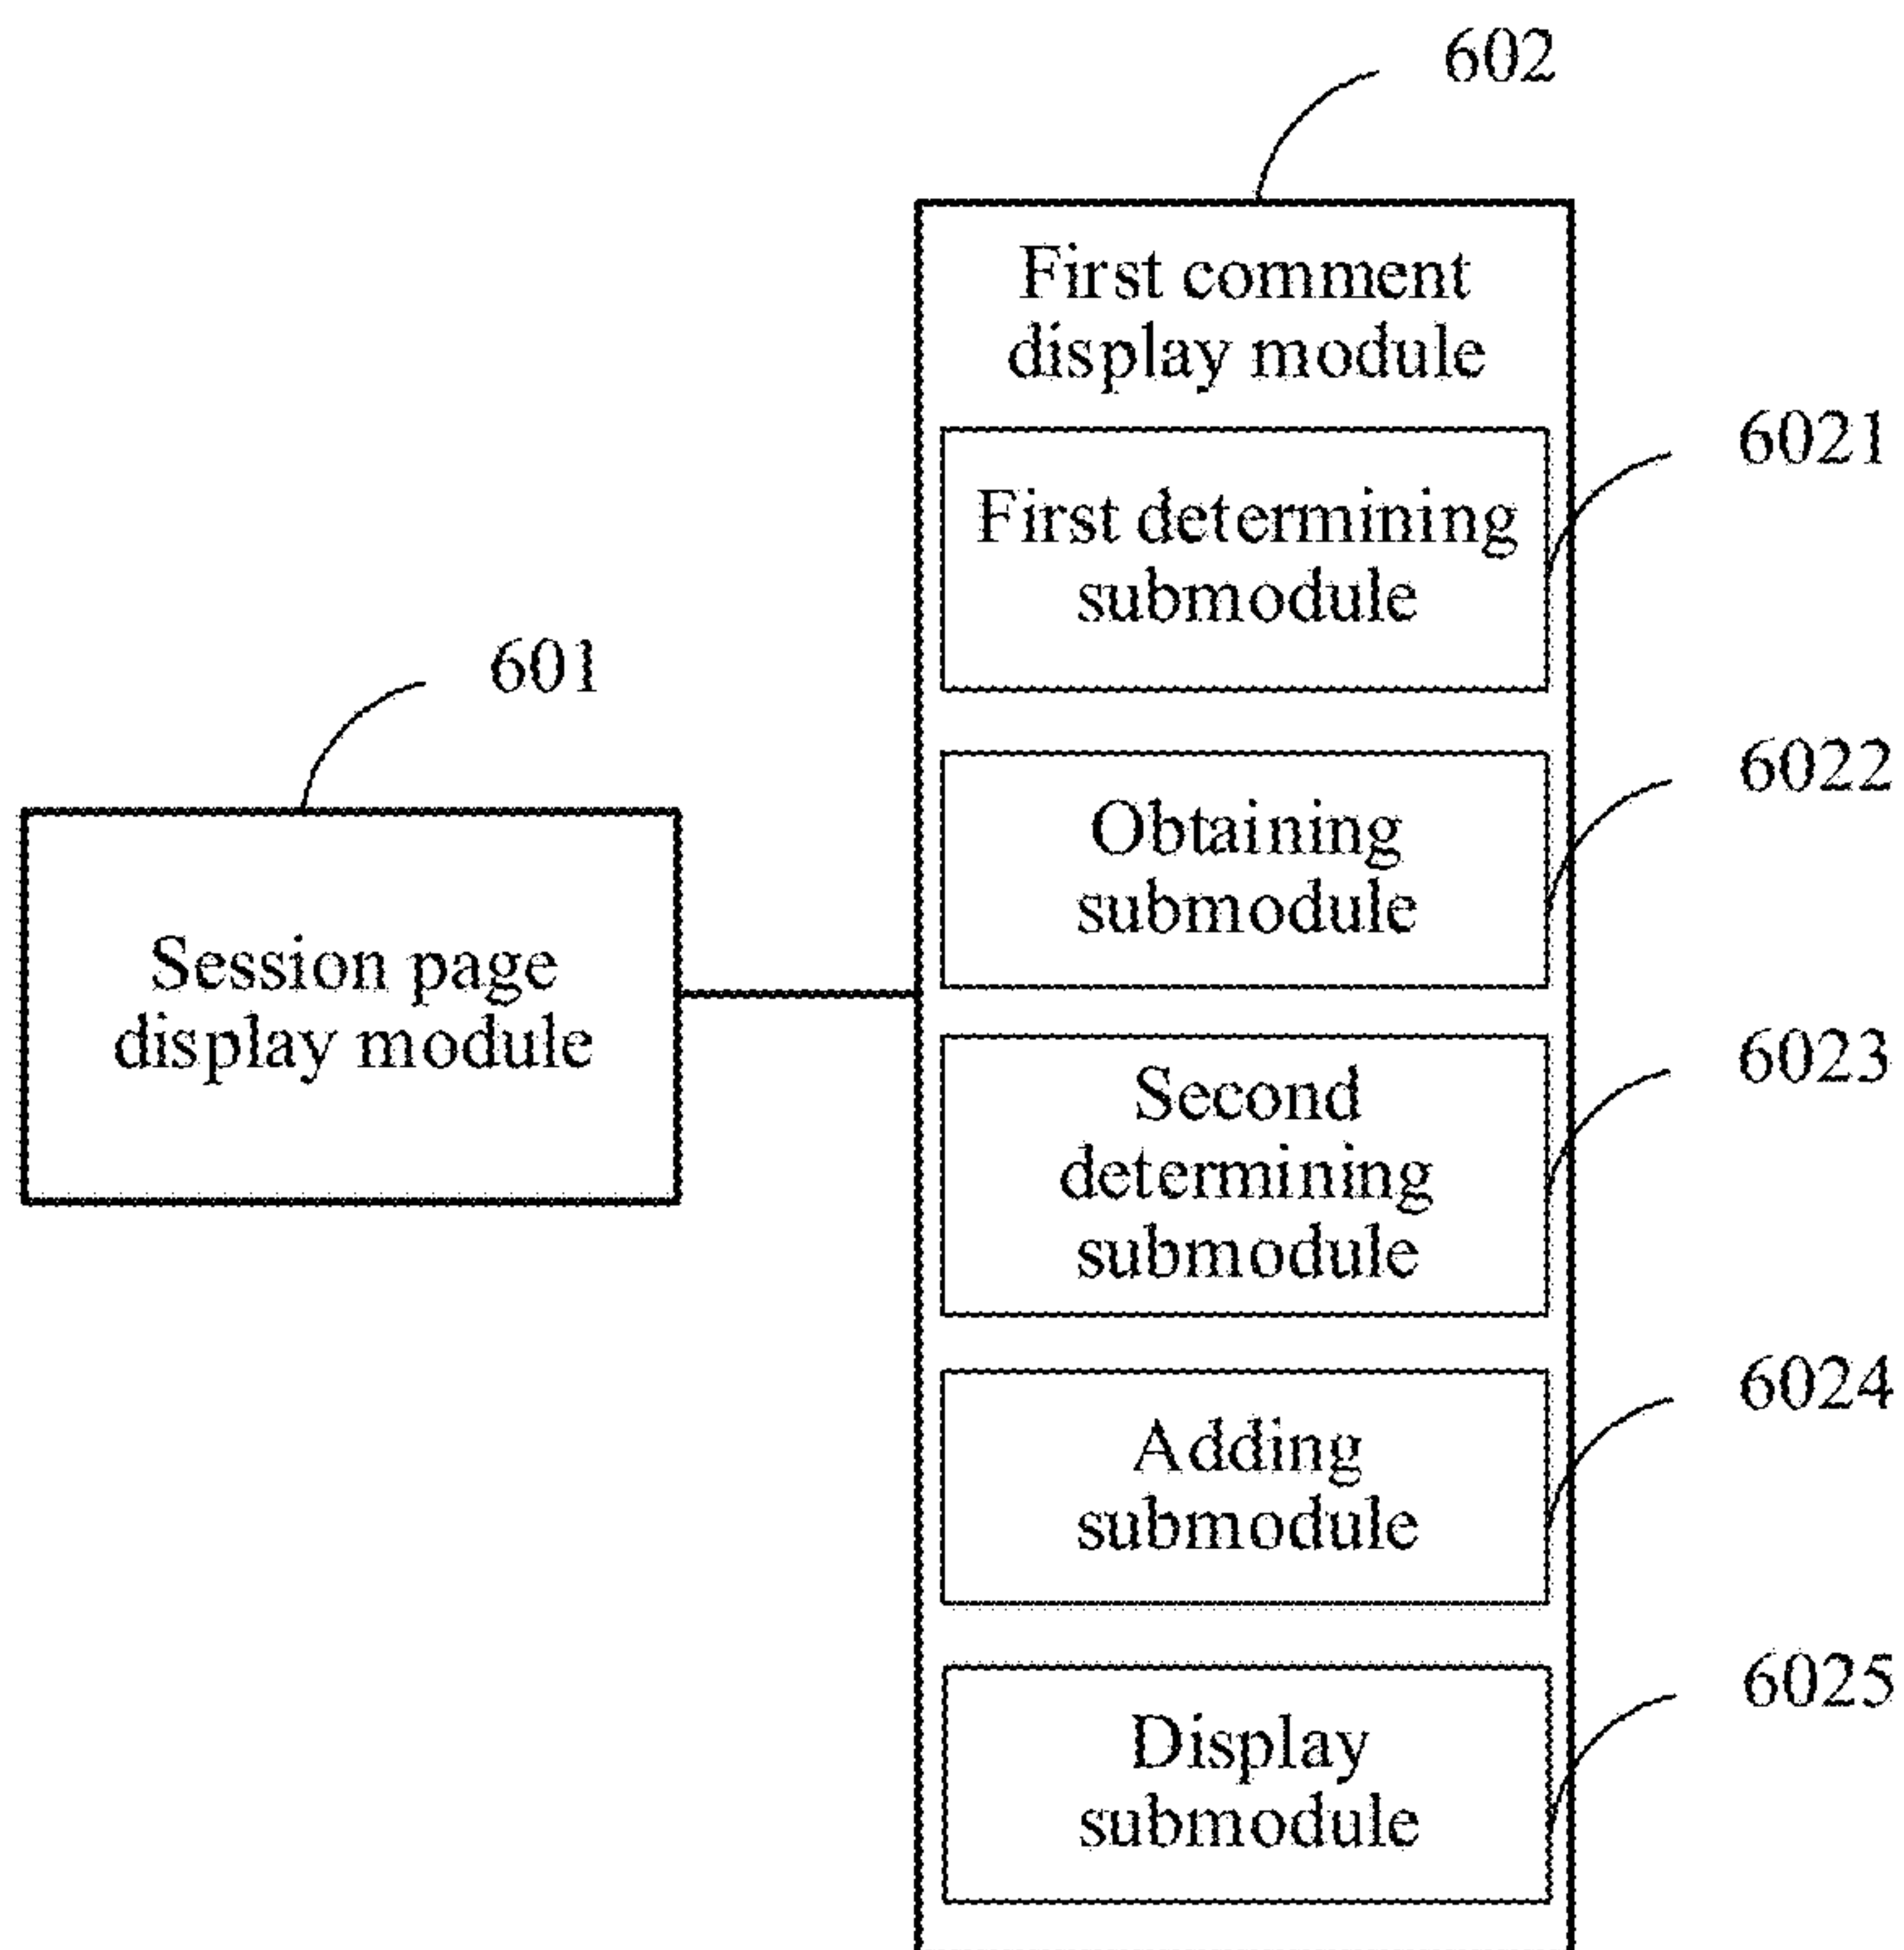 602
First comment
display module
6021
First determining
submodule
601
6022
Obtaining
submodule
Session page
display module
6023
Second
determining
submodule
6024
Adding
submodule
6025
Display
submodule